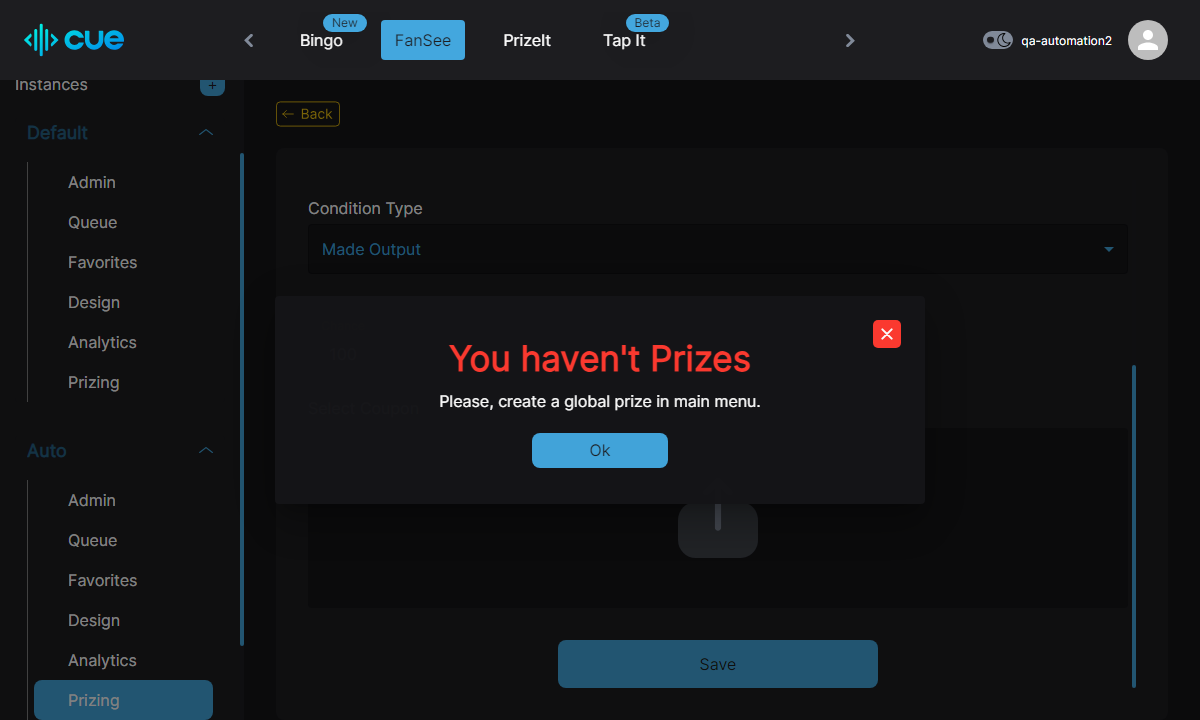 cue
Bingo
New
FanSee
PrizeIt
Tap It
Beta
qa-automation2
Instances
+
Default
Admin
Queue
Favorites
Design
Analytics
Prizing
Auto
Admin
Queue
Favorites
Design
Analytics
Prizing
← Back
Condition Type
Made Output
You haven't Prizes
Please, create a global prize in main menu.
Ok
Save